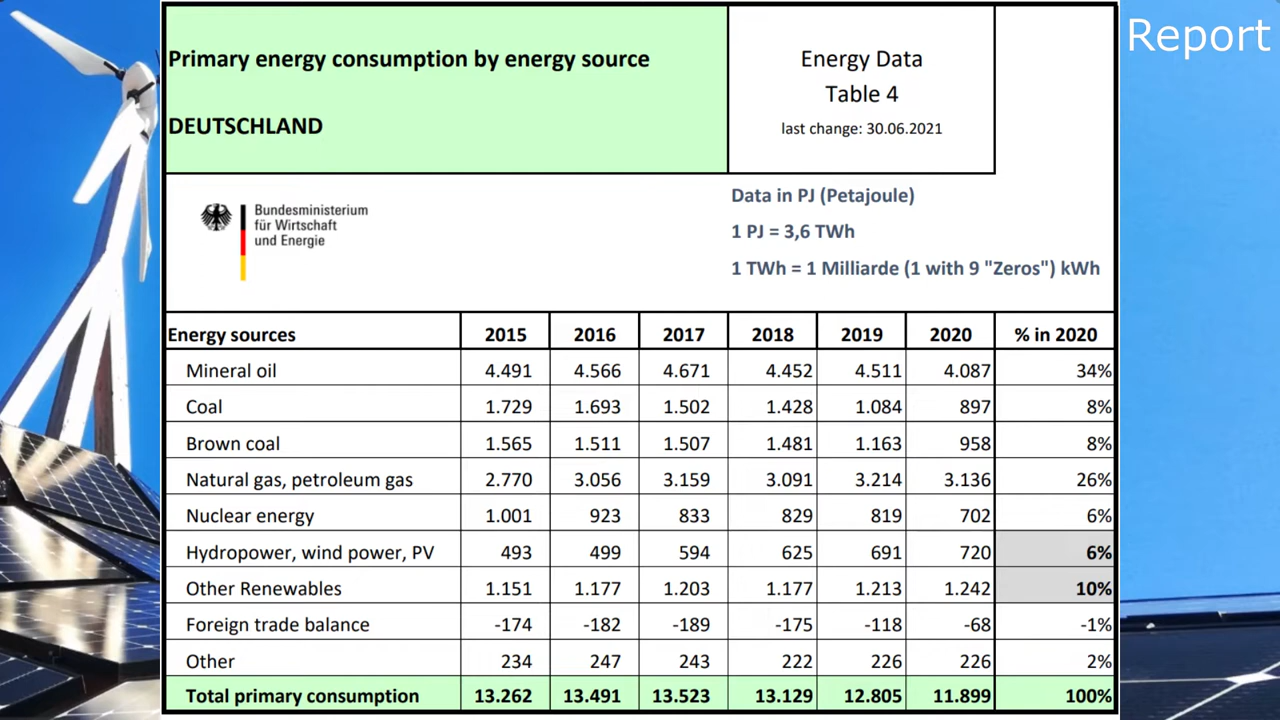 Report
Primary energy consumption by energy source
DEUTSCHLAND
Energy Data
Table 4
last change: 30.06.2021
Bundesministerium
für Wirtschaft
und Energie
Data in PJ (Petajoule)
1 PJ = 3,6 TWh
1 TWh = 1 Milliarde (1 with 9 "Zeros") kWh
Energy sources 2015 2016 2017 2018 2019 2020 % in 2020
Mineral oil 4.491 4.566 4.671 4.452 4.511 4.087 34%
Coal 1.729 1.693 1.502 1.428 1.084 897 8%
Brown coal 1.565 1.511 1.507 1.481 1.163 958 8%
Natural gas, petroleum gas 2.770 3.056 3.159 3.091 3.214 3.136 26%
Nuclear energy 1.001 923 833 829 819 702 6%
Hydropower, wind power, PV 493 499 594 625 691 720 6%
Other Renewables 1.151 1.177 1.203 1.177 1.213 1.242 10%
Foreign trade balance -174 -182 -189 -175 -118 -68 -1%
Other 234 247 243 222 226 226 2%
Total primary consumption 13.262 13.491 13.523 13.129 12.805 11.899 100%